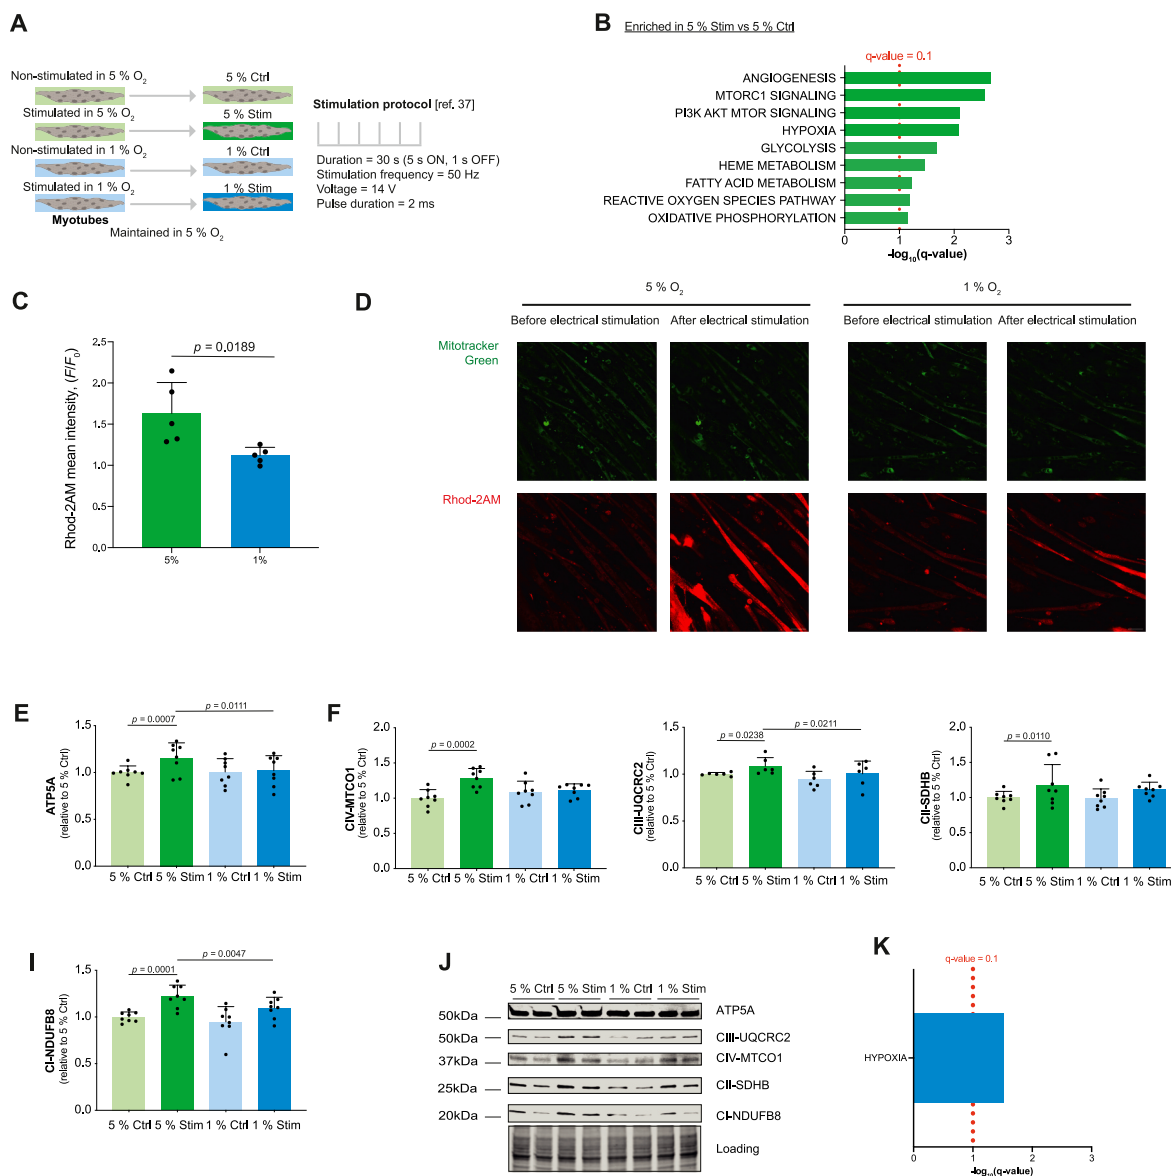 A
Non-stimulated in 5 % O2
5 % Ctrl
Stimulated in 5 % O2
5 % Stim
Non-stimulated in 1 % O2
1 % Ctrl
Stimulated in 1 % O2
1 % Stim
Myotubes
Maintained in 5 % O2
Stimulation protocol [ref. 37]
Duration = 30 s (5 s ON, 1 s OFF)
Stimulation frequency = 50 Hz
Voltage = 14 V
Pulse duration = 2 ms
B
Enriched in 5 % Stim vs 5 % Ctrl
q-value = 0.1
ANGIOGENESIS
MTORC1 SIGNALING
PI3K AKT MTOR SIGNALING
HYPOXIA
GLYCOLYSIS
HEME METABOLISM
FATTY ACID METABOLISM
REACTIVE OXYGEN SPECIES PATHWAY
OXIDATIVE PHOSPHORYLATION
0 1 2 3
-log10(q-value)
C
Rhod-2AM mean intensity, (F/F0)
2.5
2.0
1.5
1.0
0.5
0.0
p = 0.0189
5% 1%
D
5 % O2
1 % O2
Before electrical stimulation After electrical stimulation
Before electrical stimulation After electrical stimulation
Mitotracker
Green
Rhod-2AM
E
ATP5A
(relative to 5 % Ctrl)
1.5
1.0
0.5
0.0
p = 0.0007
p = 0.0111
5 % Ctrl 5 % Stim 1 % Ctrl 1 % Stim
F
CIV-MTCO1
(relative to 5 % Ctrl)
2.0
1.5
1.0
0.5
0.0
p = 0.0002
5 % Ctrl 5 % Stim 1 % Ctrl 1 % Stim
CIII-UQCRC2
(relative to 5 % Ctrl)
1.5
1.0
0.5
0.0
p = 0.0238
p = 0.0211
5 % Ctrl 5 % Stim 1 % Ctrl 1 % Stim
CII-SDHB
(relative to 5 % Ctrl)
2.0
1.5
1.0
0.5
0.0
p = 0.0110
5 % Ctrl 5 % Stim 1 % Ctrl 1 % Stim
I
CI-NDUFB8
(relative to 5 % Ctrl)
1.5
1.0
0.5
0.0
p = 0.0001
p = 0.0047
5 % Ctrl 5 % Stim 1 % Ctrl 1 % Stim
J
5 % Ctrl 5 % Stim 1 % Ctrl 1 % Stim
50kDa
ATP5A
50kDa
CIII-UQCRC2
37kDa
CIV-MTCO1
25kDa
CII-SDHB
20kDa
CI-NDUFB8
Loading
K
q-value = 0.1
HYPOXIA
0 1 2 3
-log10(q-value)